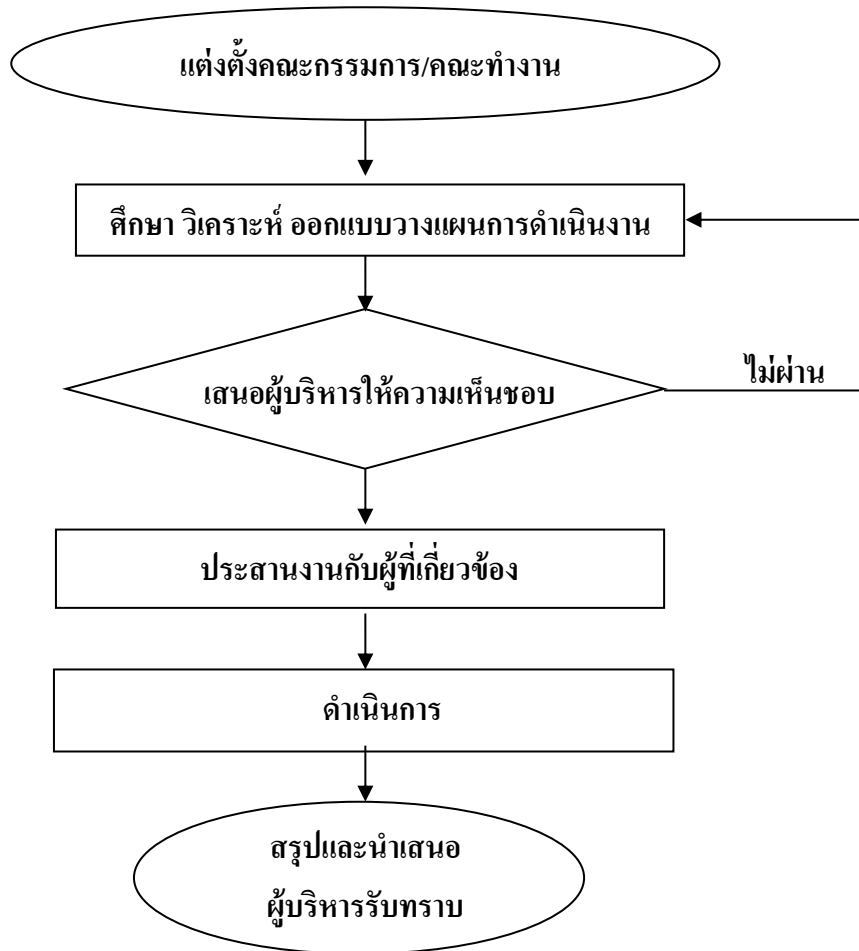 แต่งตั้งคณะกรรมการ/คณะทำงาน
ศึกษา วิเคราะห์ ออกแบบวางแผนการดำเนินงาน
เสนอผู้บริหารให้ความเห็นชอบ
ไม่ผ่าน
ประสานงานกับผู้ที่เกี่ยวข้อง
ดำเนินการ
สรุปและนำเสนอ
ผู้บริหารรับทราบ